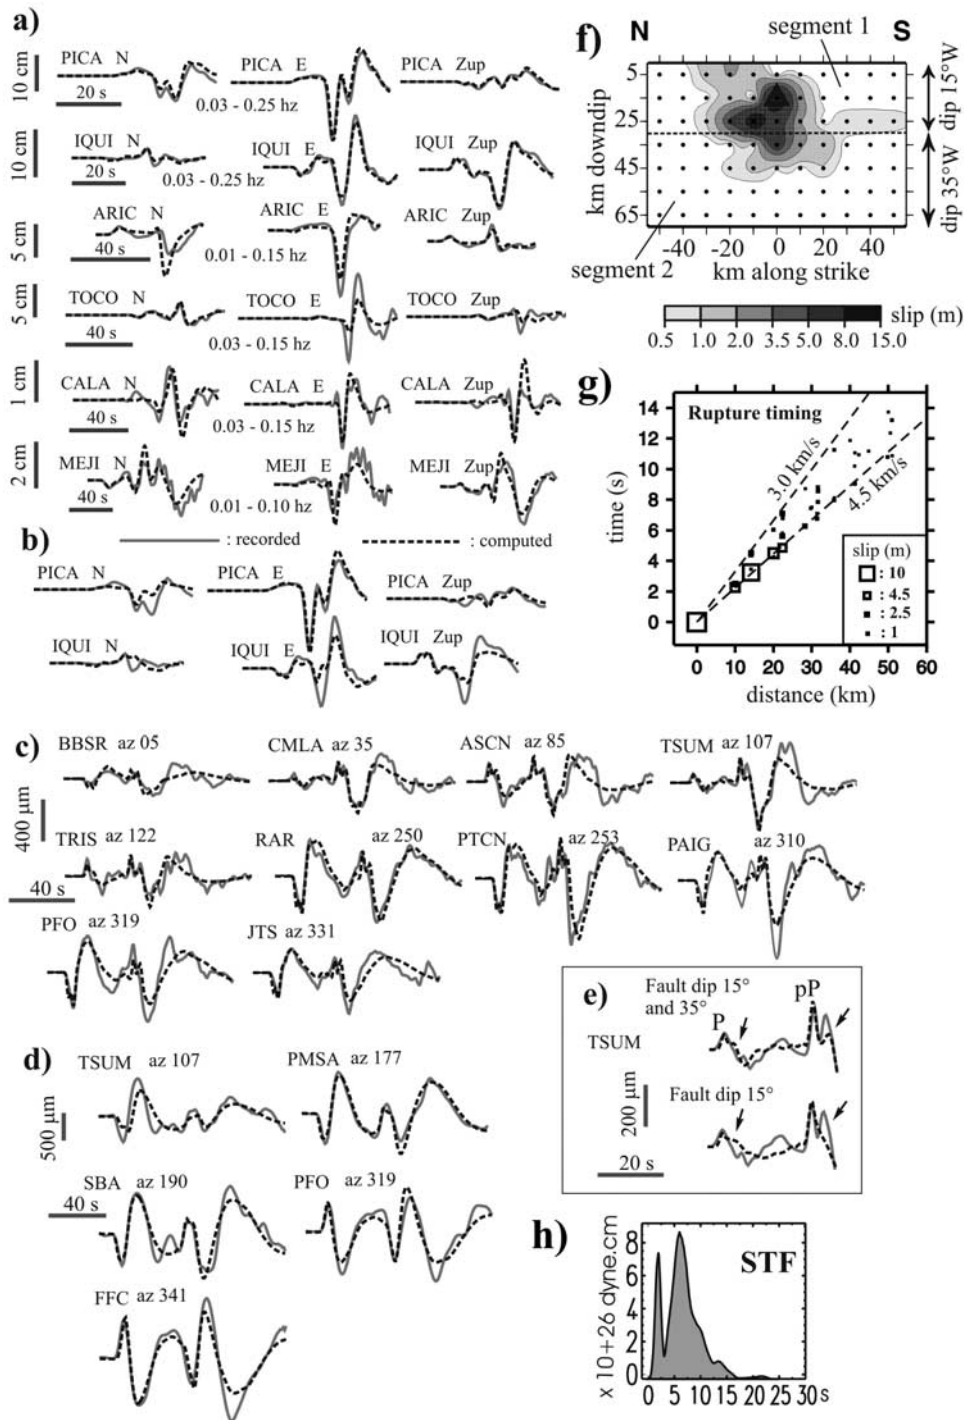 a)
10 cm
PICA N
PICA E
PICA Zup
20 s
0.03 - 0.25 hz
10 cm
IQUI N
IQUI E
IQUI Zup
20 s
0.03 - 0.25 hz
5 cm
ARIC N
ARIC E
ARIC Zup
40 s
0.01 - 0.15 hz
5 cm
TOCO N
TOCO E
TOCO Zup
40 s
0.03 - 0.15 hz
1 cm
CALA N
CALA E
CALA Zup
40 s
0.03 - 0.15 hz
2 cm
MEJI N
MEJI E
MEJI Zup
40 s
0.01 - 0.10 hz
b)
: recorded
: computed
PICA N
PICA E
PICA Zup
IQUI N
IQUI E
IQUI Zup
c)
BBSR az 05
CMLA az 35
ASCN az 85
TSUM az 107
400 µm
TRIS az 122
RAR az 250
PTCN az 253
PAIG az 310
40 s
PFO az 319
JTS az 331
d)
TSUM az 107
PMSA az 177
500 µm
SBA az 190
PFO az 319
40 s
FFC az 341
e)
Fault dip 15°
and 35°
pP
P
TSUM
200 µm
Fault dip 15°
20 s
f)
N
segment 1
S
5
25
45
65
km downdip
dip 15°W
dip 35°W
-40 -20 0 20 40
segment 2
km along strike
slip (m)
0.5 1.0 2.0 3.5 5.0 8.0 15.0
g)
Rupture timing
14
12
10
8
6
4
2
0
time (s)
3.0 km/s
4.5 km/s
slip (m)
: 10
: 4.5
: 2.5
: 1
0 10 20 30 40 50 60
distance (km)
h)
STF
8
6
4
2
0
x 10+26 dyne.cm
0 5 10 15 20 25 30 s